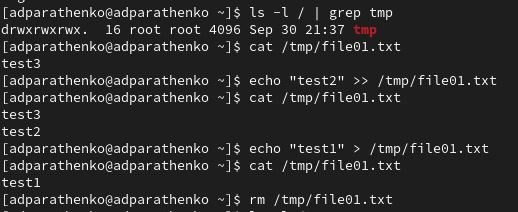 [adparathenko@adparathenko ~]$ ls -l / | grep tmp
drwxrwxrwx.  16 root root 4096 Sep 30 21:37 tmp
[adparathenko@adparathenko ~]$ cat /tmp/file01.txt
test3
[adparathenko@adparathenko ~]$ echo "test2" >> /tmp/file01.txt
[adparathenko@adparathenko ~]$ cat /tmp/file01.txt
test3
test2
[adparathenko@adparathenko ~]$ echo "test1" > /tmp/file01.txt
[adparathenko@adparathenko ~]$ cat /tmp/file01.txt
test1
[adparathenko@adparathenko ~]$ rm /tmp/file01.txt